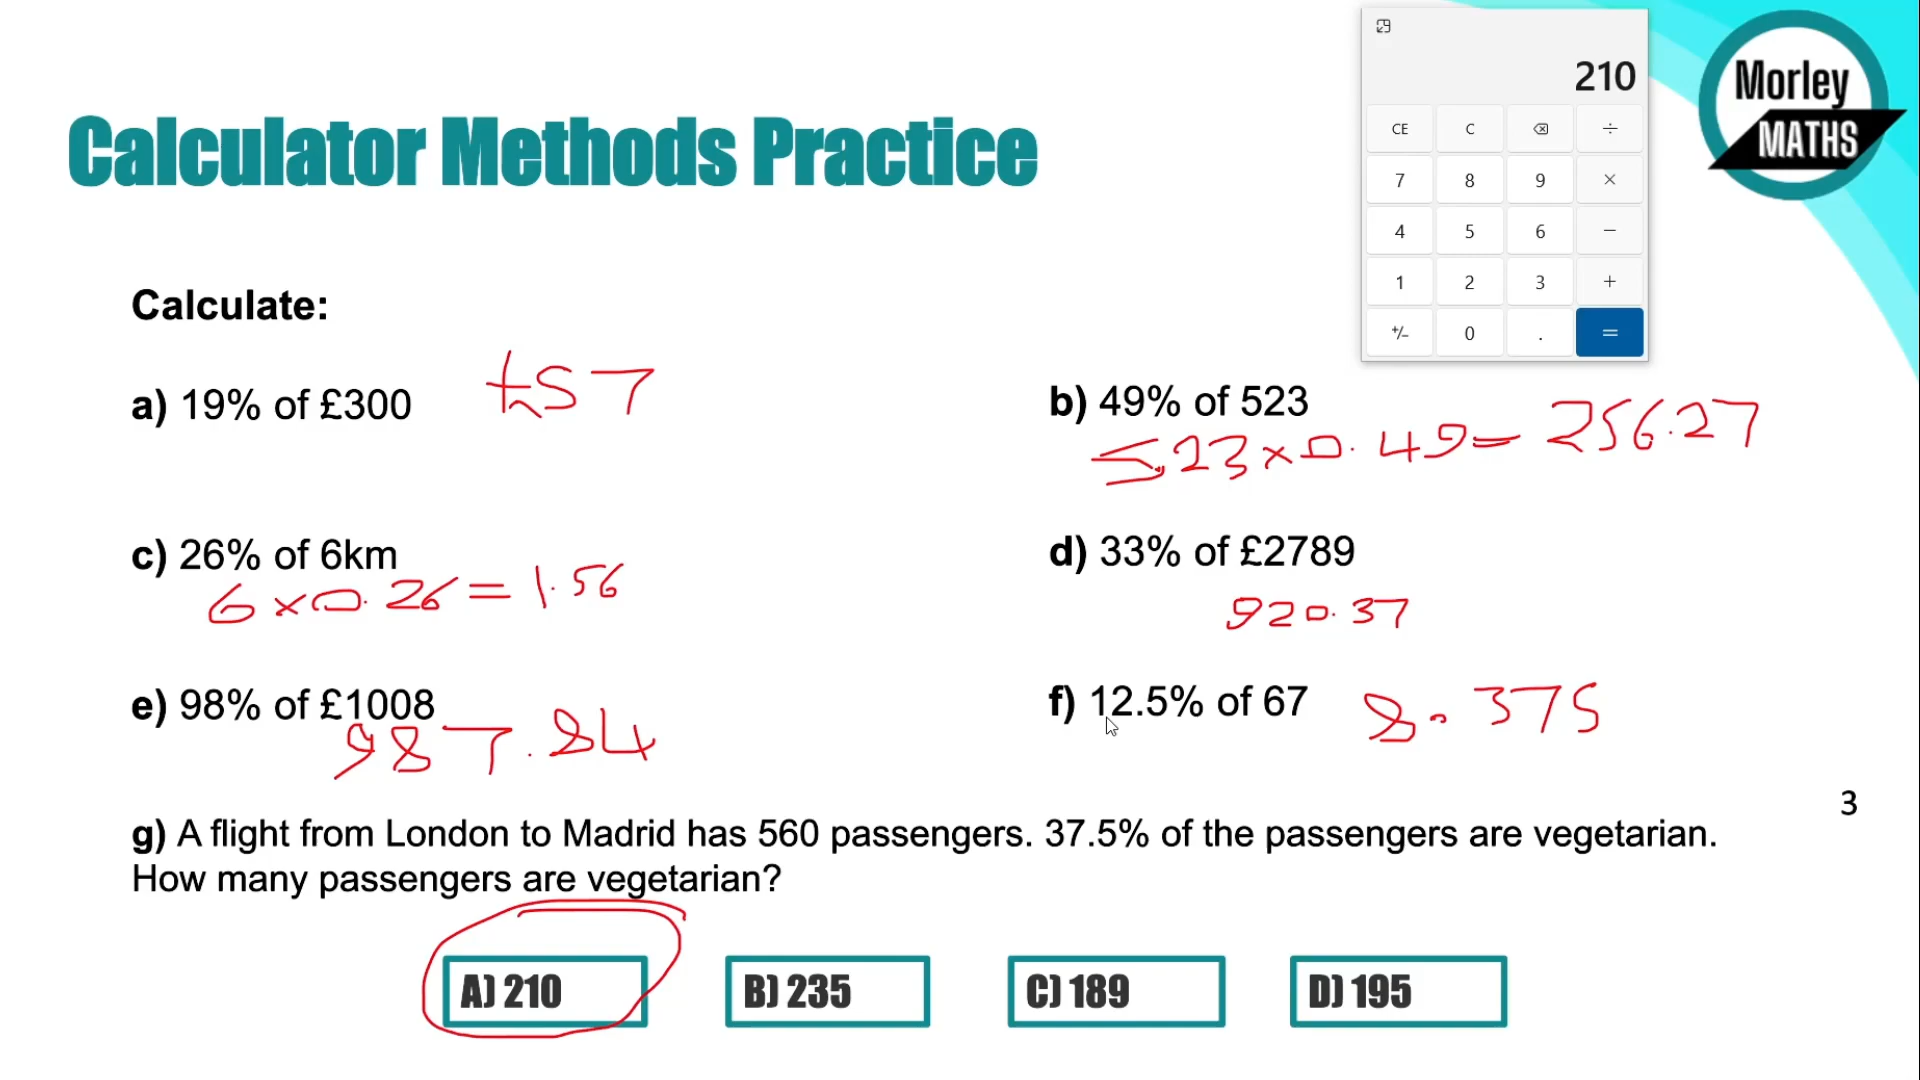 210
Morley
MATHS
CE C ÷
7 8 9 ×
4 5 6 −
1 2 3 +
+/− 0 . =
Calculator Methods Practice
Calculate:
a) 19% of £300 £57
b) 49% of 523
523 × 0.49 = 256.27
c) 26% of 6km
6 × 0.26 = 1.56
d) 33% of £2789
920.37
e) 98% of £1008
987.84
f) 12.5% of 67 8.375
3
g) A flight from London to Madrid has 560 passengers. 37.5% of the passengers are vegetarian.
How many passengers are vegetarian?
A) 210 B) 235 C) 189 D) 195